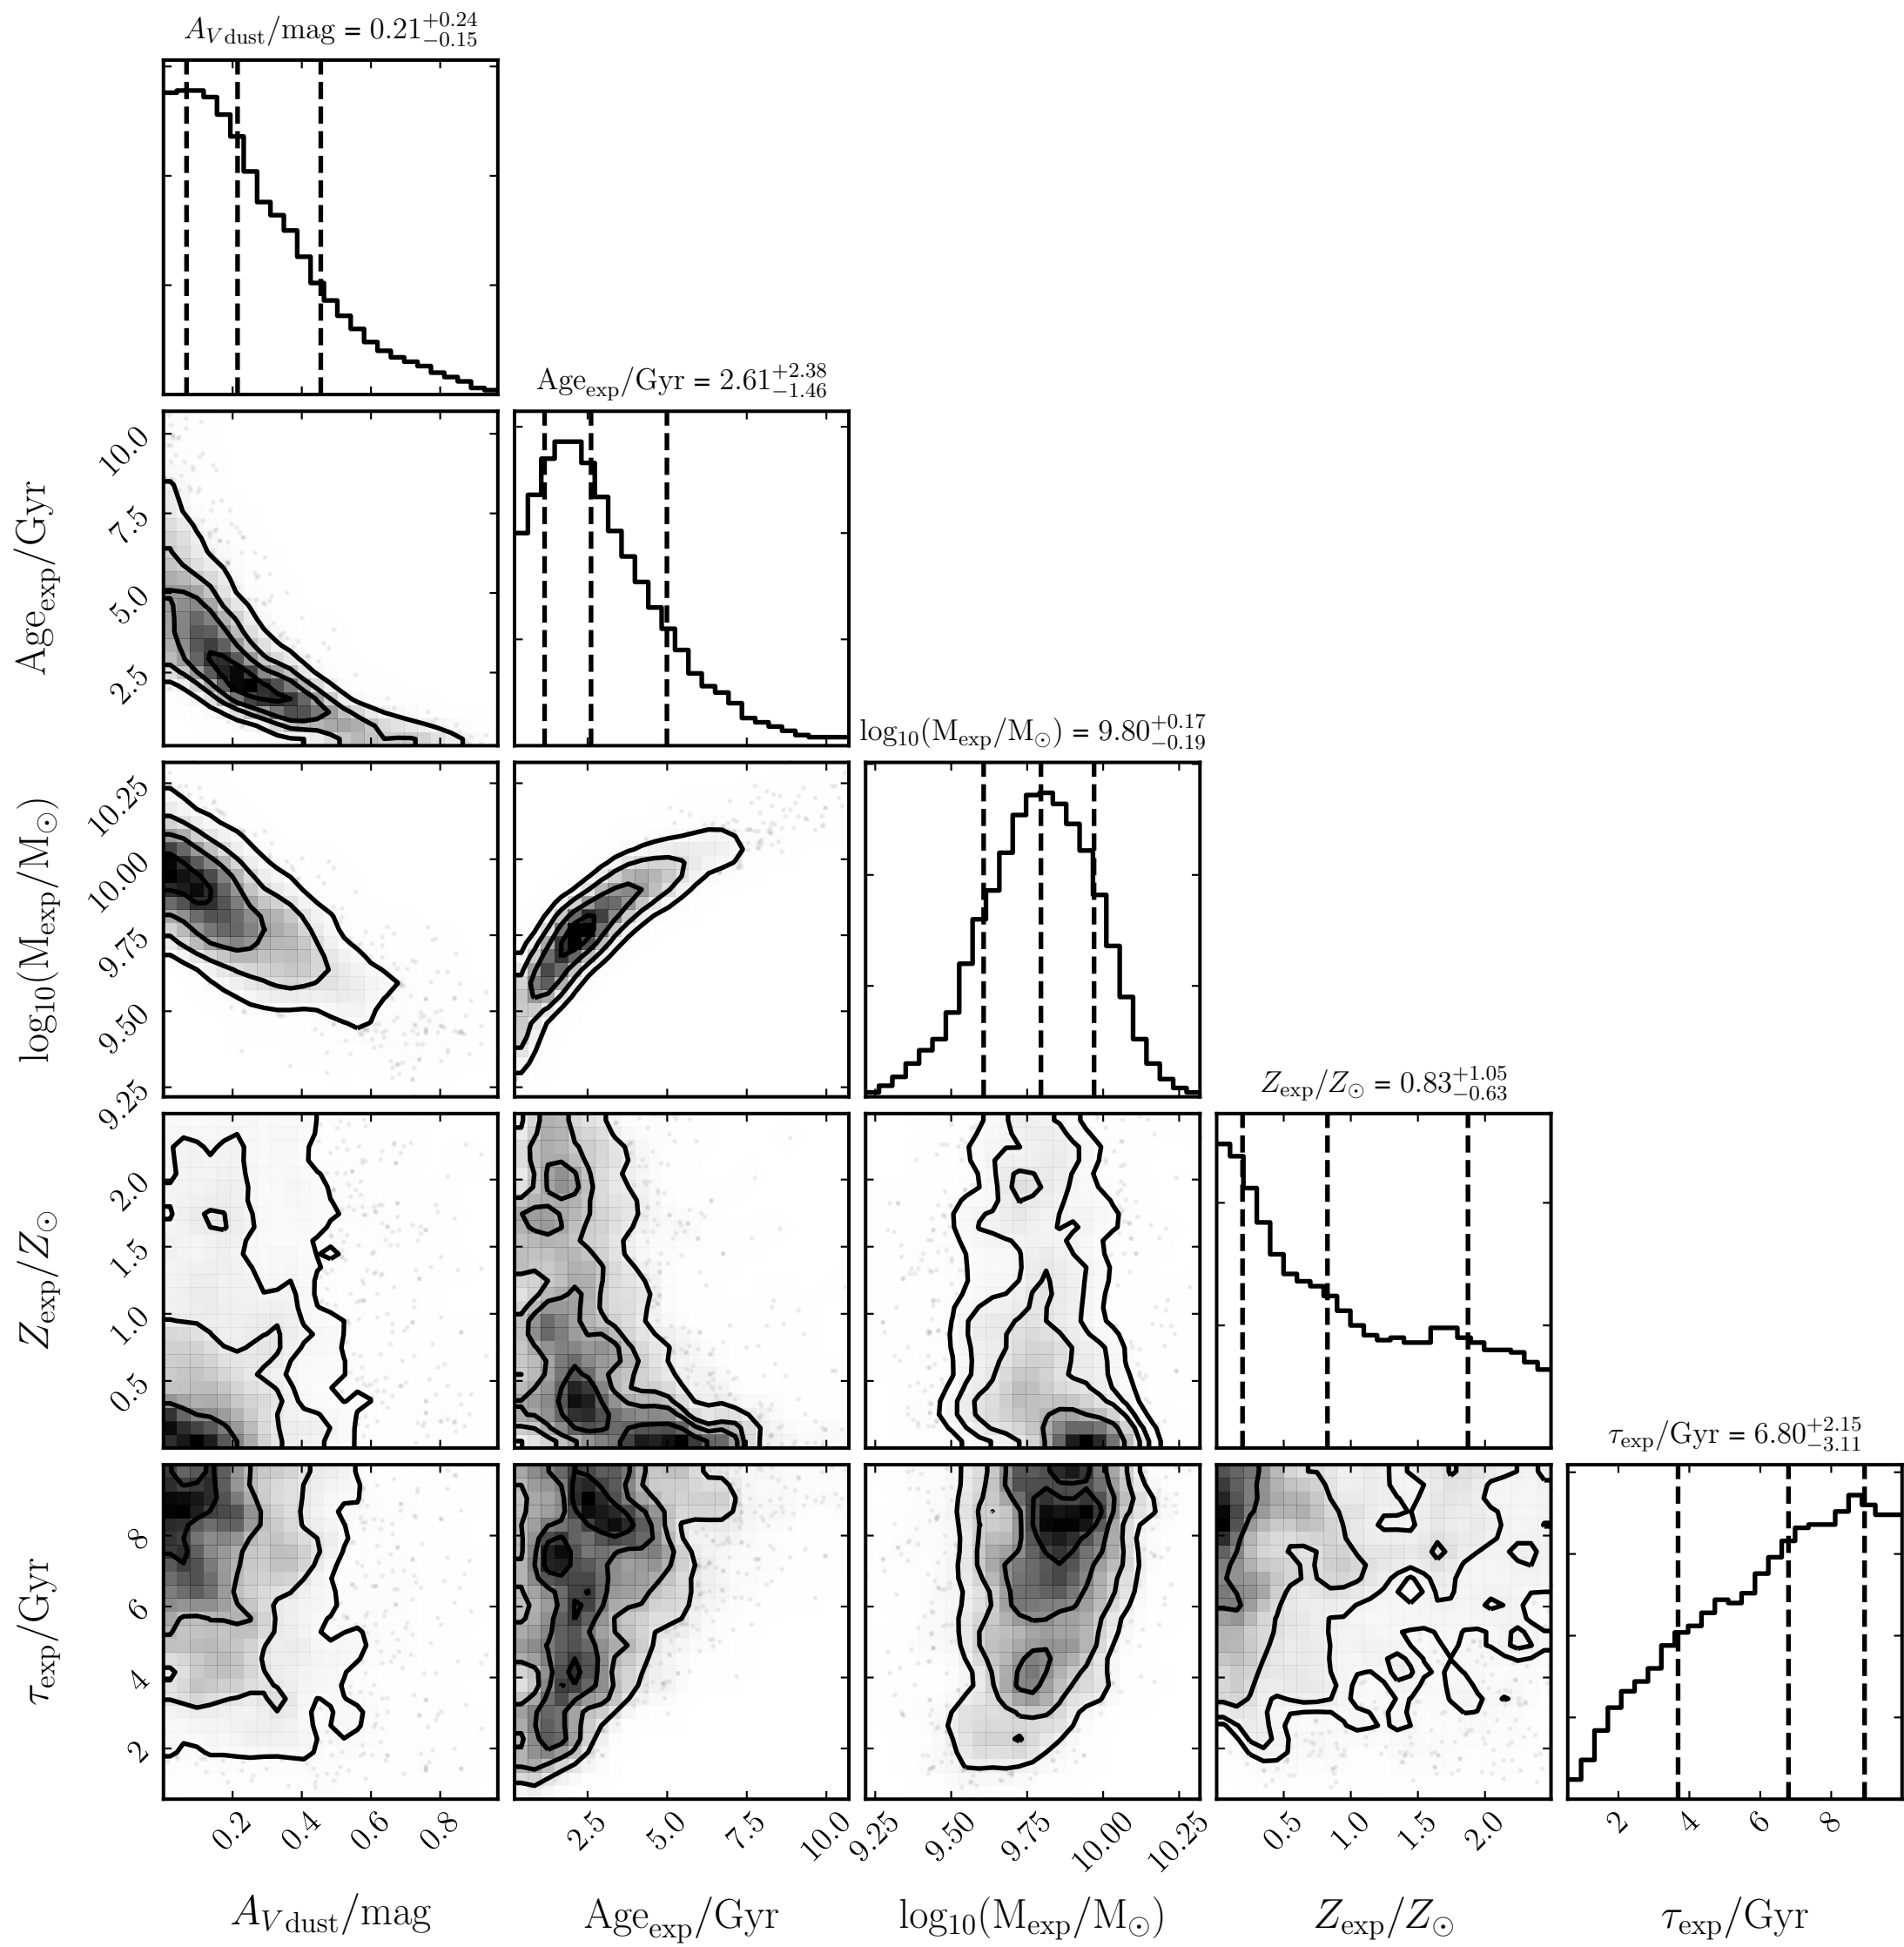 A_V dust/mag = 0.21^{+0.24}_{−0.15}
Age_exp/Gyr = 2.61^{+2.38}_{−1.46}
log10(M_exp/M_⊙) = 9.80^{+0.17}_{−0.19}
Z_exp/Z_⊙ = 0.83^{+1.05}_{−0.63}
τ_exp/Gyr = 6.80^{+2.15}_{−3.11}
Age_exp/Gyr
10.0
7.5
5.0
2.5
log10(M_exp/M_⊙)
10.25
10.00
9.75
9.50
9.25
Z_exp/Z_⊙
2.0
1.5
1.0
0.5
τ_exp/Gyr
8
6
4
2
0.2 0.4 0.6 0.8
2.5 5.0 7.5 10.0
9.25 9.50 9.75 10.00 10.25
0.5 1.0 1.5 2.0
2 4 6 8
A_V dust/mag
Age_exp/Gyr
log10(M_exp/M_⊙)
Z_exp/Z_⊙
τ_exp/Gyr